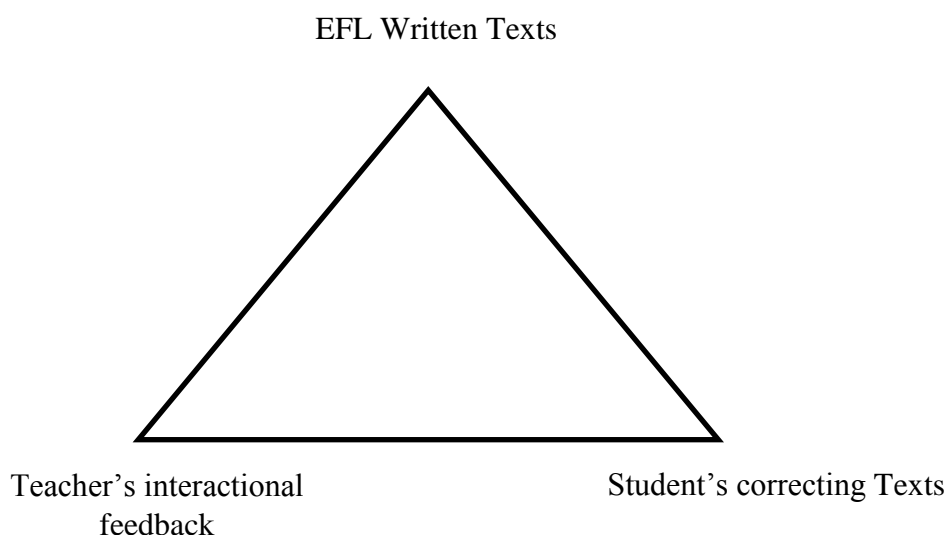 EFL Written Texts
Teacher’s interactional
feedback
Student’s correcting Texts